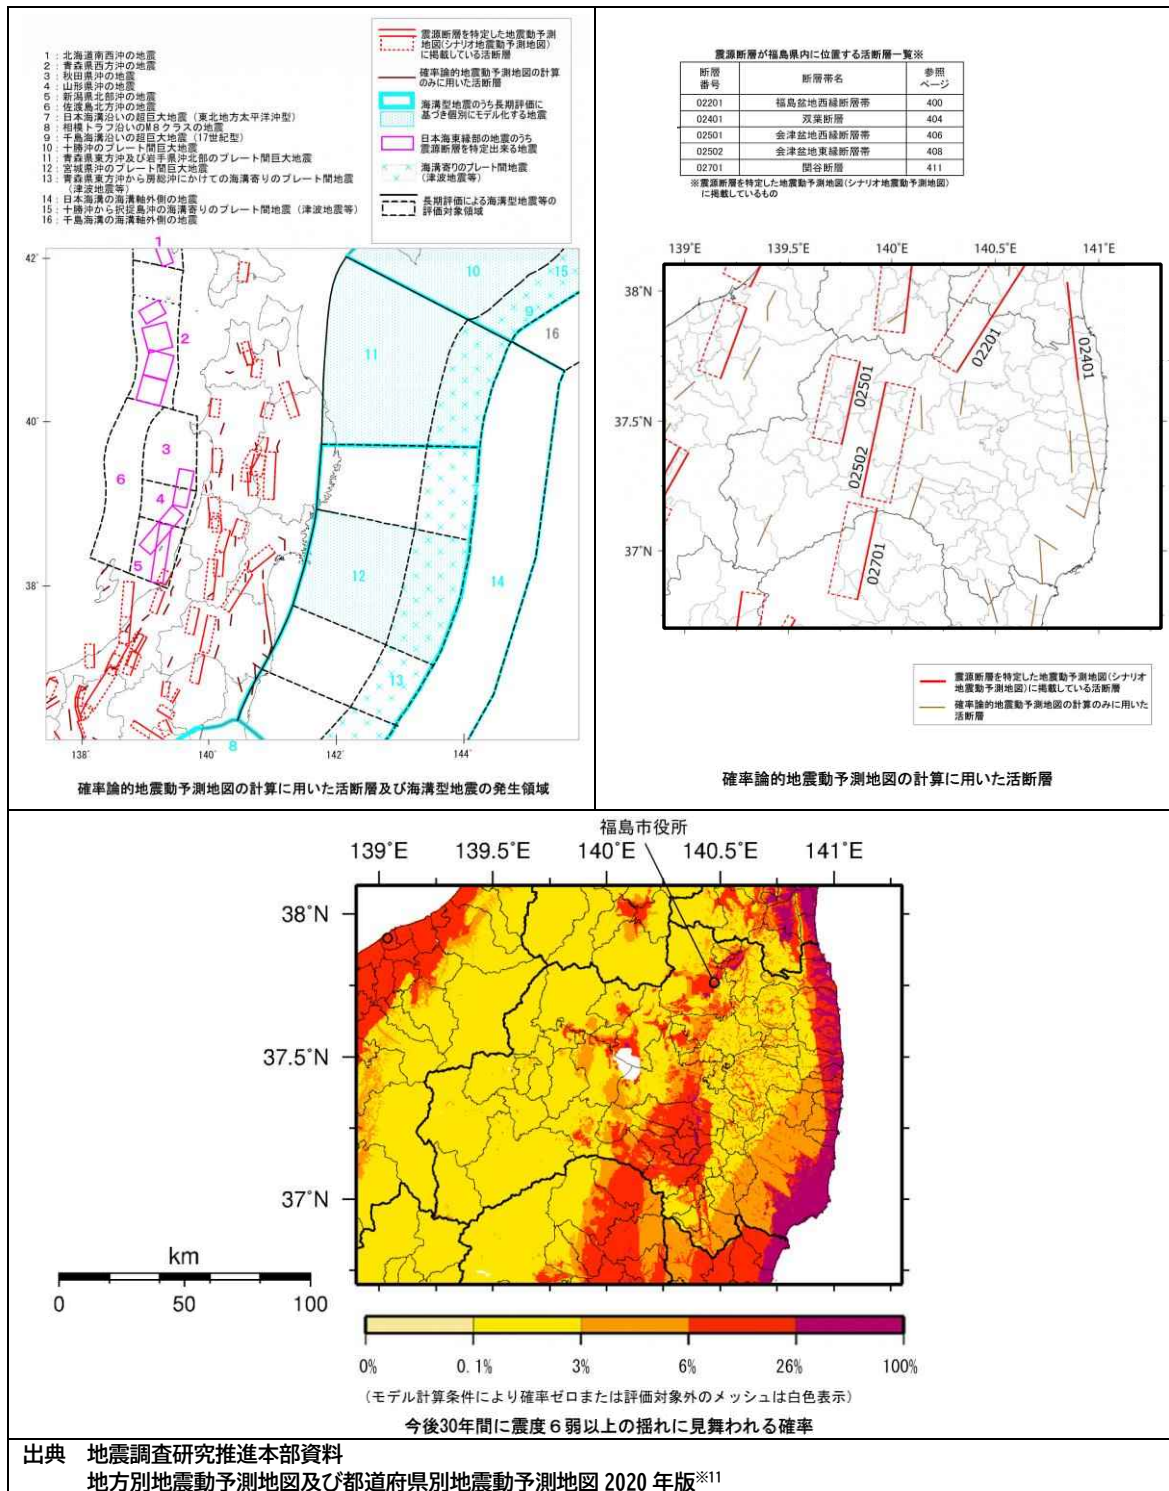 1 : 北海道南西沖の地震
2 : 青森県西方沖の地震
3 : 秋田県沖の地震
4 : 山形県沖の地震
5 : 新潟県北部沖の地震
6 : 佐渡島北方沖の地震
7 : 日本海溝沿いの超巨大地震（東北地方太平洋沖型）
8 : 相模トラフ沿いのM8クラスの地震
9 : 千島海溝沿いの超巨大地震（17世紀型）
10 : 十勝沖のプレート間巨大地震
11 : 青森県東方沖及び岩手県沖北部のプレート間巨大地震
12 : 宮城県沖のプレート間巨大地震
13 : 青森県東方沖から房総沖にかけての海溝寄りのプレート間地震
（津波地震等）
14 : 日本海溝の海溝軸外側の地震
15 : 十勝沖から択捉島沖の海溝寄りのプレート間地震（津波地震等）
16 : 千島海溝の海溝軸外側の地震
震源断層を特定した地震動予測
地図(シナリオ地震動予測地図)
に掲載している活断層
確率論的地震動予測地図の計算
のみに用いた活断層
海溝型地震のうち長期評価に
基づき個別にモデル化する地震
日本海東縁部の地震のうち
震源断層を特定出来る地震
海溝寄りのプレート間地震
（津波地震等）
長期評価による海溝型地震等の
評価対象領域
1
42°
10
15
9
16
2
11
40°
3
6
4
5
12
14
38°
13
8
138° 140° 142° 144°
確率論的地震動予測地図の計算に用いた活断層及び海溝型地震の発生領域
震源断層が福島県内に位置する活断層一覧※
断層番号 断層帯名 参照ページ
02201 福島盆地西縁断層帯 400
02401 双葉断層 404
02501 会津盆地西縁断層帯 406
02502 会津盆地東縁断層帯 408
02701 関谷断層 411
※震源断層を特定した地震動予測地図(シナリオ地震動予測地図)
に掲載しているもの
139°E 139.5°E 140°E 140.5°E 141°E
38°N
02201
02401
02501
37.5°N
02502
37°N
02701
震源断層を特定した地震動予測地図(シナリオ
地震動予測地図)に掲載している活断層
確率論的地震動予測地図の計算のみに用いた
活断層
確率論的地震動予測地図の計算に用いた活断層
福島市役所
139°E 139.5°E 140°E 140.5°E 141°E
38°N
37.5°N
37°N
km
0 50 100
0% 0.1% 3% 6% 26% 100%
（モデル計算条件により確率ゼロまたは評価対象外のメッシュは白色表示）
今後30年間に震度６弱以上の揺れに見舞われる確率
出典 地震調査研究推進本部資料
地方別地震動予測地図及び都道府県別地震動予測地図 2020 年版※11